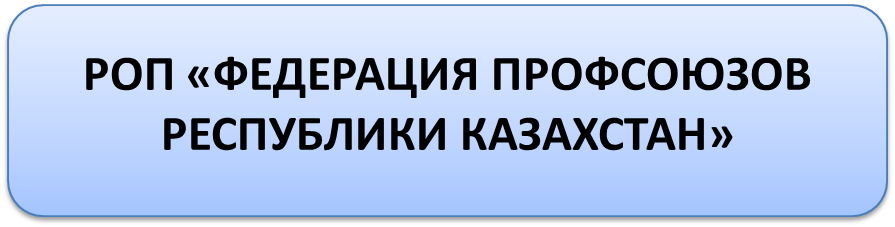 РОП «ФЕДЕРАЦИЯ ПРОФСОЮЗОВ
РЕСПУБЛИКИ КАЗАХСТАН»